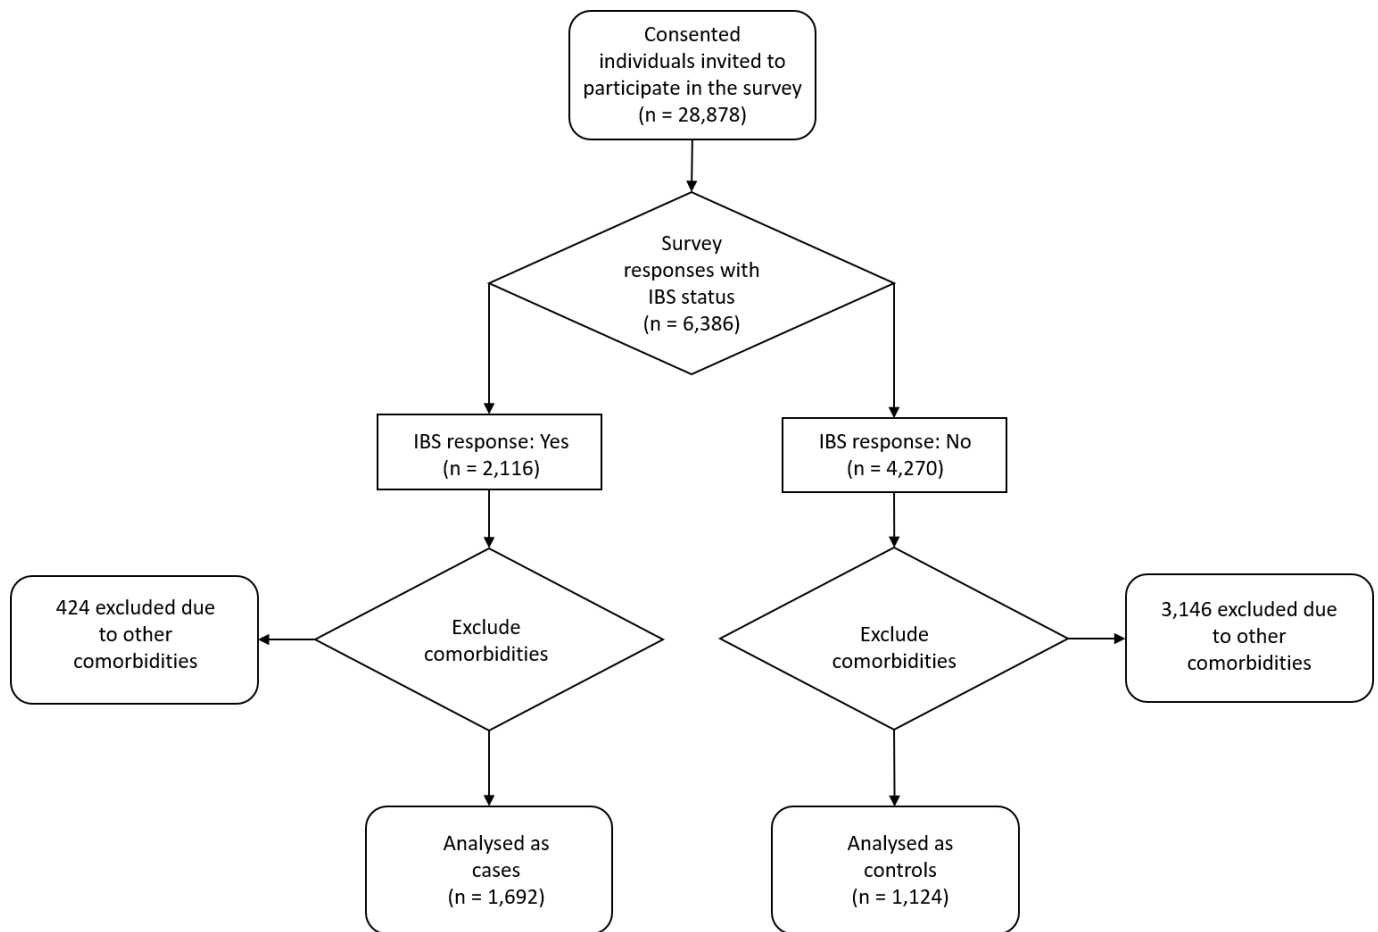 Consented
individuals invited to
participate in the survey
(n = 28,878)
Survey
responses with
IBS status
(n = 6,386)
IBS response: Yes
(n = 2,116)
IBS response: No
(n = 4,270)
424 excluded due
to other
comorbidities
Exclude
comorbidities
Exclude
comorbidities
3,146 excluded due
to other
comorbidities
Analysed as
cases
(n = 1,692)
Analysed as
controls
(n = 1,124)